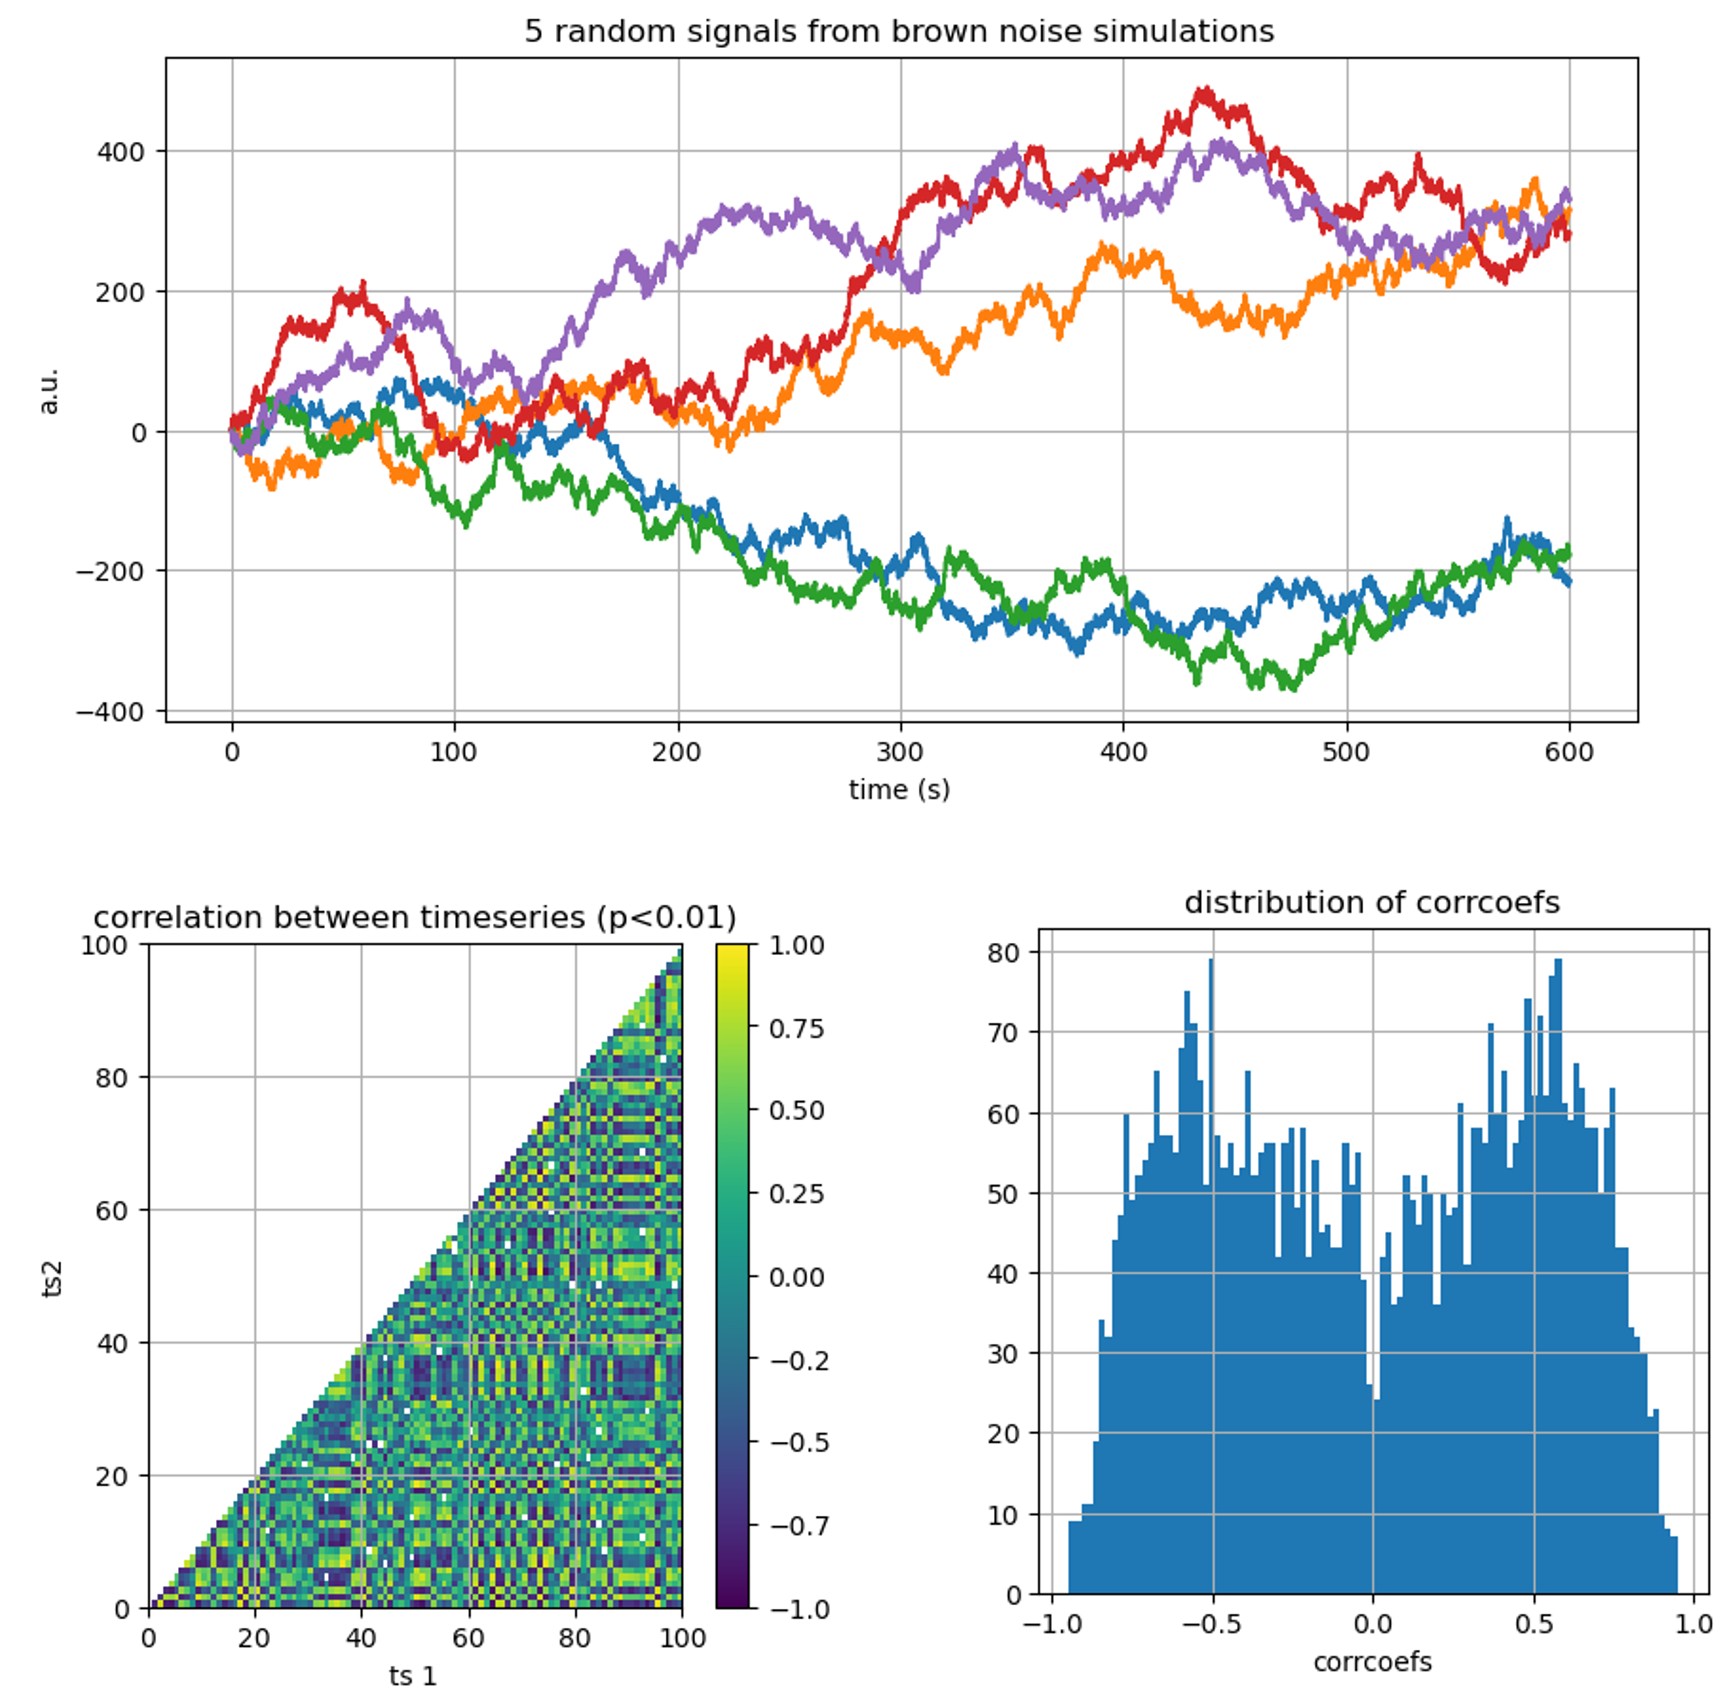 5 random signals from brown noise simulations
400
200
0
−200
−400
a.u.
0 100 200 300 400 500 600
time (s)
correlation between timeseries (p<0.01)
100
80
60
40
20
0
ts2
0 20 40 60 80 100
ts 1
1.00
0.75
0.50
0.25
0.00
−0.2
−0.5
−0.7
−1.0
distribution of corrcoefs
80
70
60
50
40
30
20
10
0
−1.0 −0.5 0.0 0.5 1.0
corrcoefs